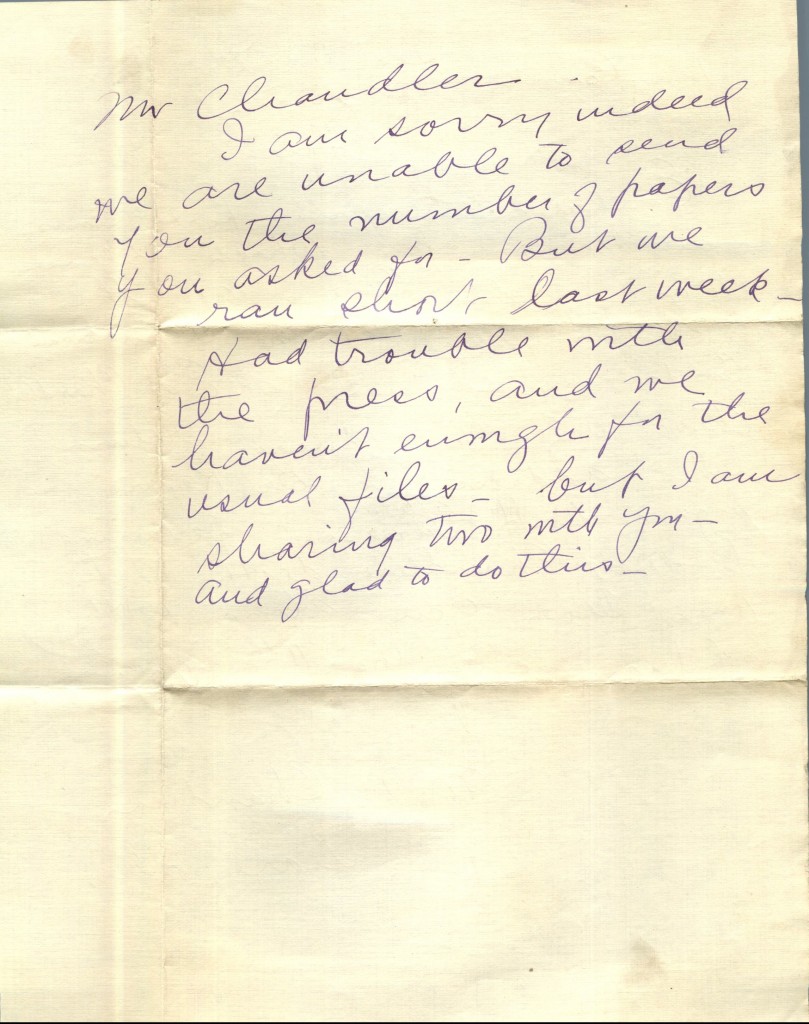 Mr Chandler
I am sorry indeed
we are unable to send
you the number of papers
you asked for - But we
ran short last week -
Had trouble with
the press, and we
haven't enough for the
usual files - but I am
sharing two with you -
and glad to do this -